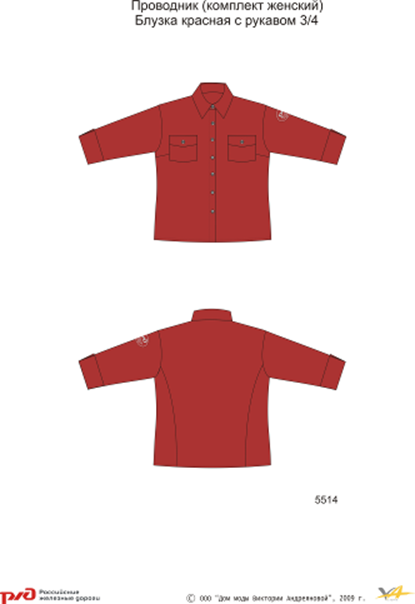 Проводник (комплект женский)
Блузка красная с рукавом 3/4
5514
РЖД Российские
железные дороги
© ООО "Дом моды Виктории Андреяновой", 2009 г.